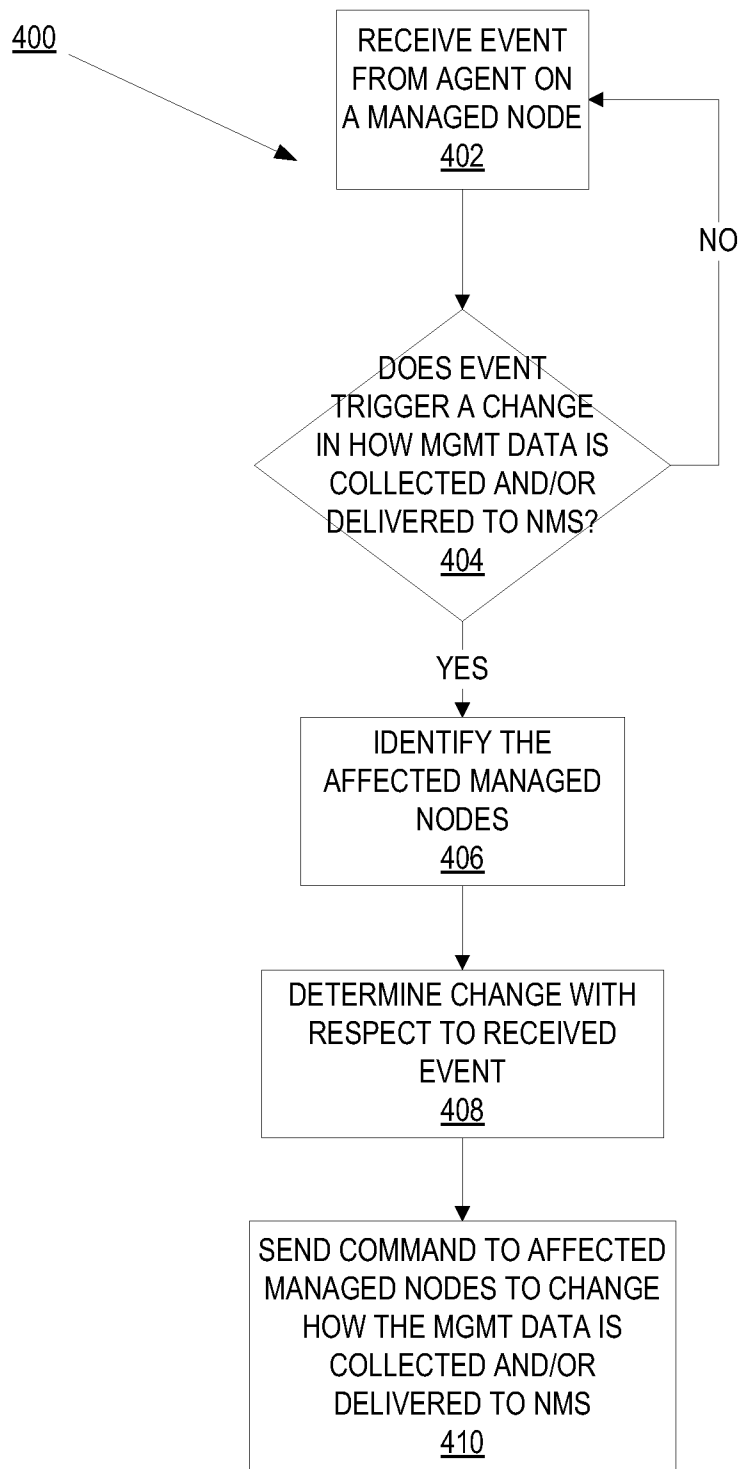 400
RECEIVE EVENT
FROM AGENT ON
A MANAGED NODE
402
NO
DOES EVENT
TRIGGER A CHANGE
IN HOW MGMT DATA IS
COLLECTED AND/OR
DELIVERED TO NMS?
404
YES
IDENTIFY THE
AFFECTED MANAGED
NODES
406
DETERMINE CHANGE WITH
RESPECT TO RECEIVED
EVENT
408
SEND COMMAND TO AFFECTED
MANAGED NODES TO CHANGE
HOW THE MGMT DATA IS
COLLECTED AND/OR
DELIVERED TO NMS
410